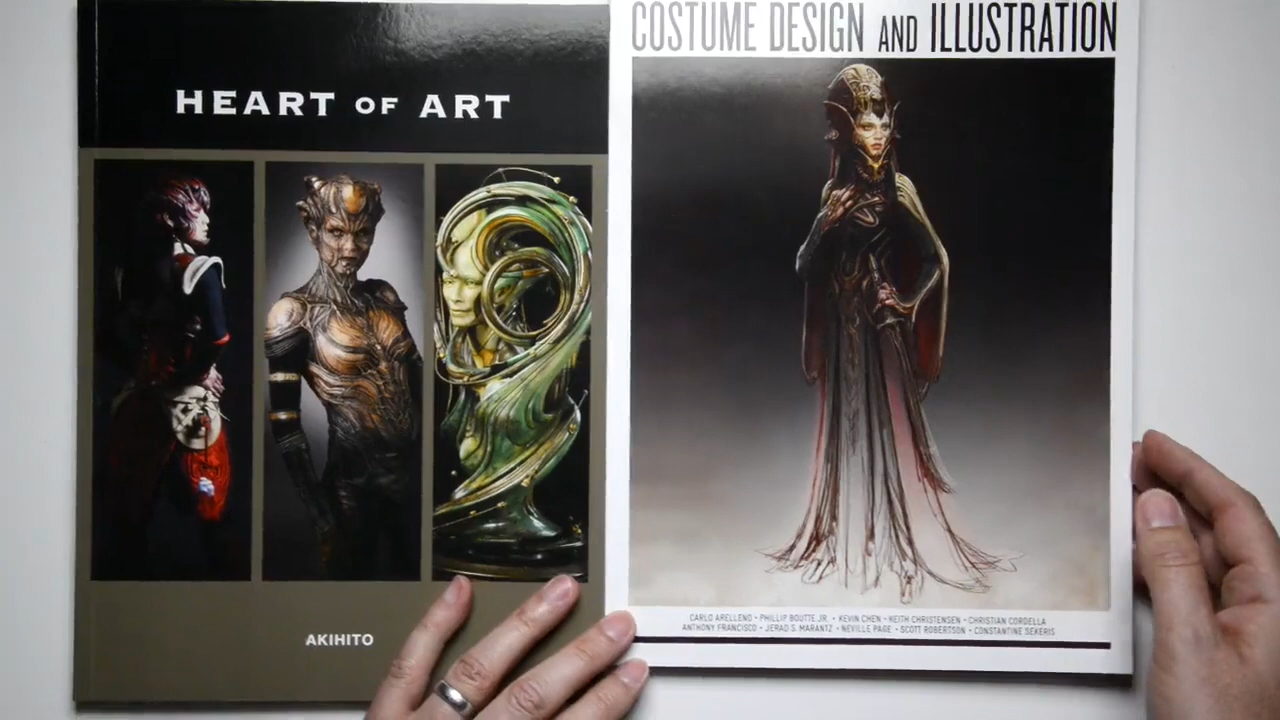 HEART OF ART
AKIHITO
COSTUME DESIGN AND ILLUSTRATION
CARLO ARELLENO • PHILLIP BOUTTE JR. • KEVIN CHEN • KEITH CHRISTENSEN • CHRISTIAN CORDELLA
ANTHONY FRANCISCO • JERAD S. MARANTZ • NEVILLE PAGE • SCOTT ROBERTSON • CONSTANTINE SEKERIS